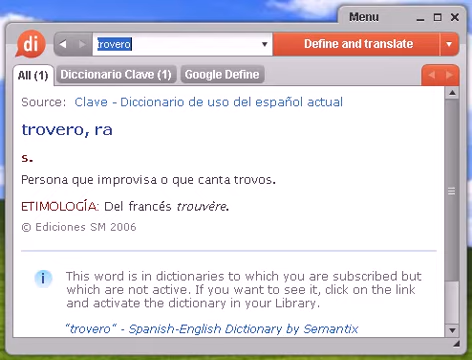 Menu
di
trovero
Define and translate
All (1)
Diccionario Clave (1)
Google Define
Source: Clave - Diccionario de uso del español actual
trovero, ra
s.
Persona que improvisa o que canta trovos.
ETIMOLOGÍA: Del francés trouvère.
© Ediciones SM 2006
i
This word is in dictionaries to which you are subscribed but
which are not active. If you want to see it, click on the link
and activate the dictionary in your Library.
"trovero" - Spanish-English Dictionary by Semantix